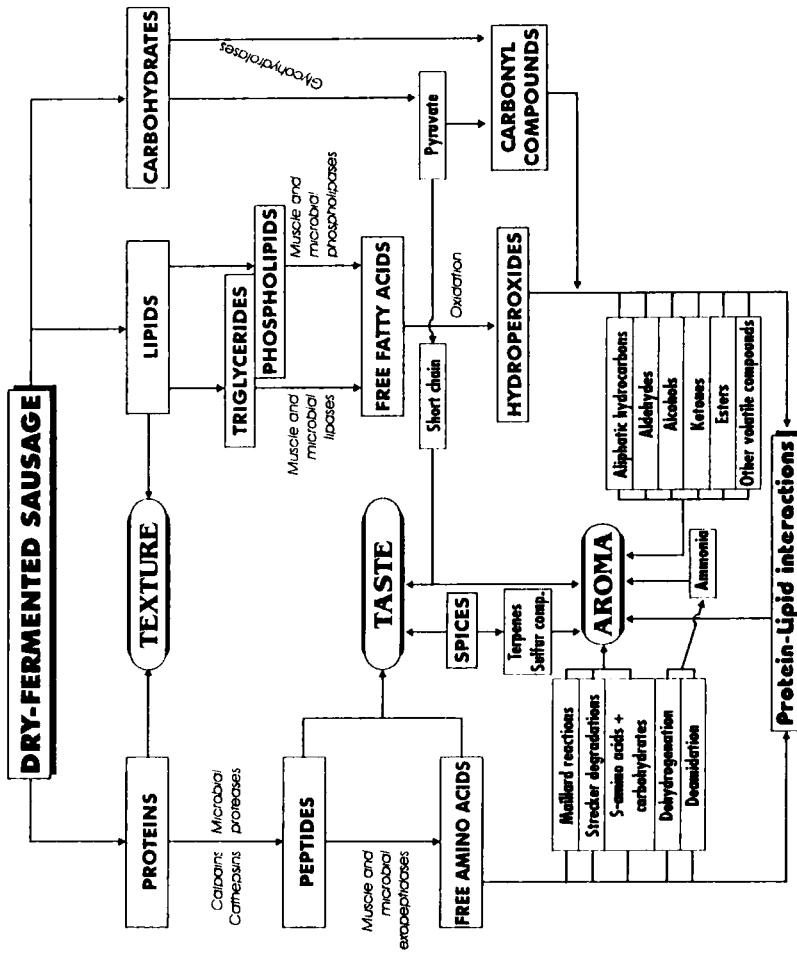 DRY-FERMENTED SAUSAGE
PROTEINS
LIPIDS
CARBOHYDRATES
TEXTURE
Calpains
Cathepsins
Microbial
proteases
TRIGLYCERIDES
PHOSPHOLIPIDS
Glycohydrolases
Muscle and
microbial
lipases
Muscle and
microbial
phospholipases
PEPTIDES
TASTE
FREE FATTY ACIDS
Pyruvate
Muscle and
microbial
exopeptidases
SPICES
Short chain
Oxidation
FREE AMINO ACIDS
Terpenes
Sulfur comp.
HYDROPEROXIDES
CARBONYL
COMPOUNDS
Maillard reactions
Strecker degradations
S-amino acids +
carbohydrates
Dehydrogenation
Deamidation
AROMA
Ammonia
Aliphatic hydrocarbons
Aldehydes
Alcohols
Ketones
Esters
Other volatile compounds
Protein-Lipid interactions